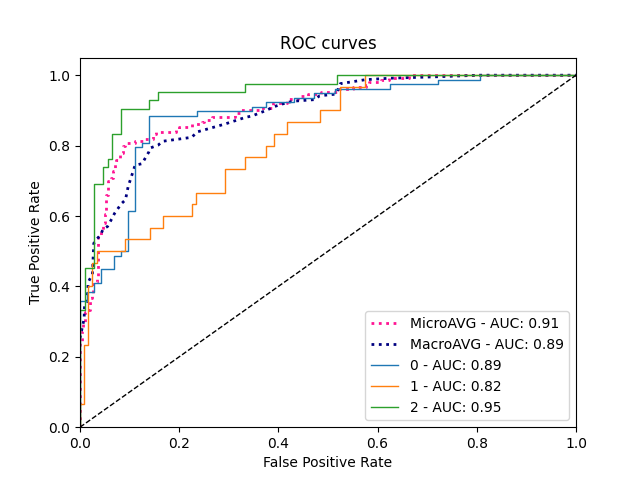 ROC curves
True Positive Rate
1.0
0.8
0.6
0.4
0.2
0.0
0.0 0.2 0.4 0.6 0.8 1.0
False Positive Rate
MicroAVG - AUC: 0.91
MacroAVG - AUC: 0.89
0 - AUC: 0.89
1 - AUC: 0.82
2 - AUC: 0.95